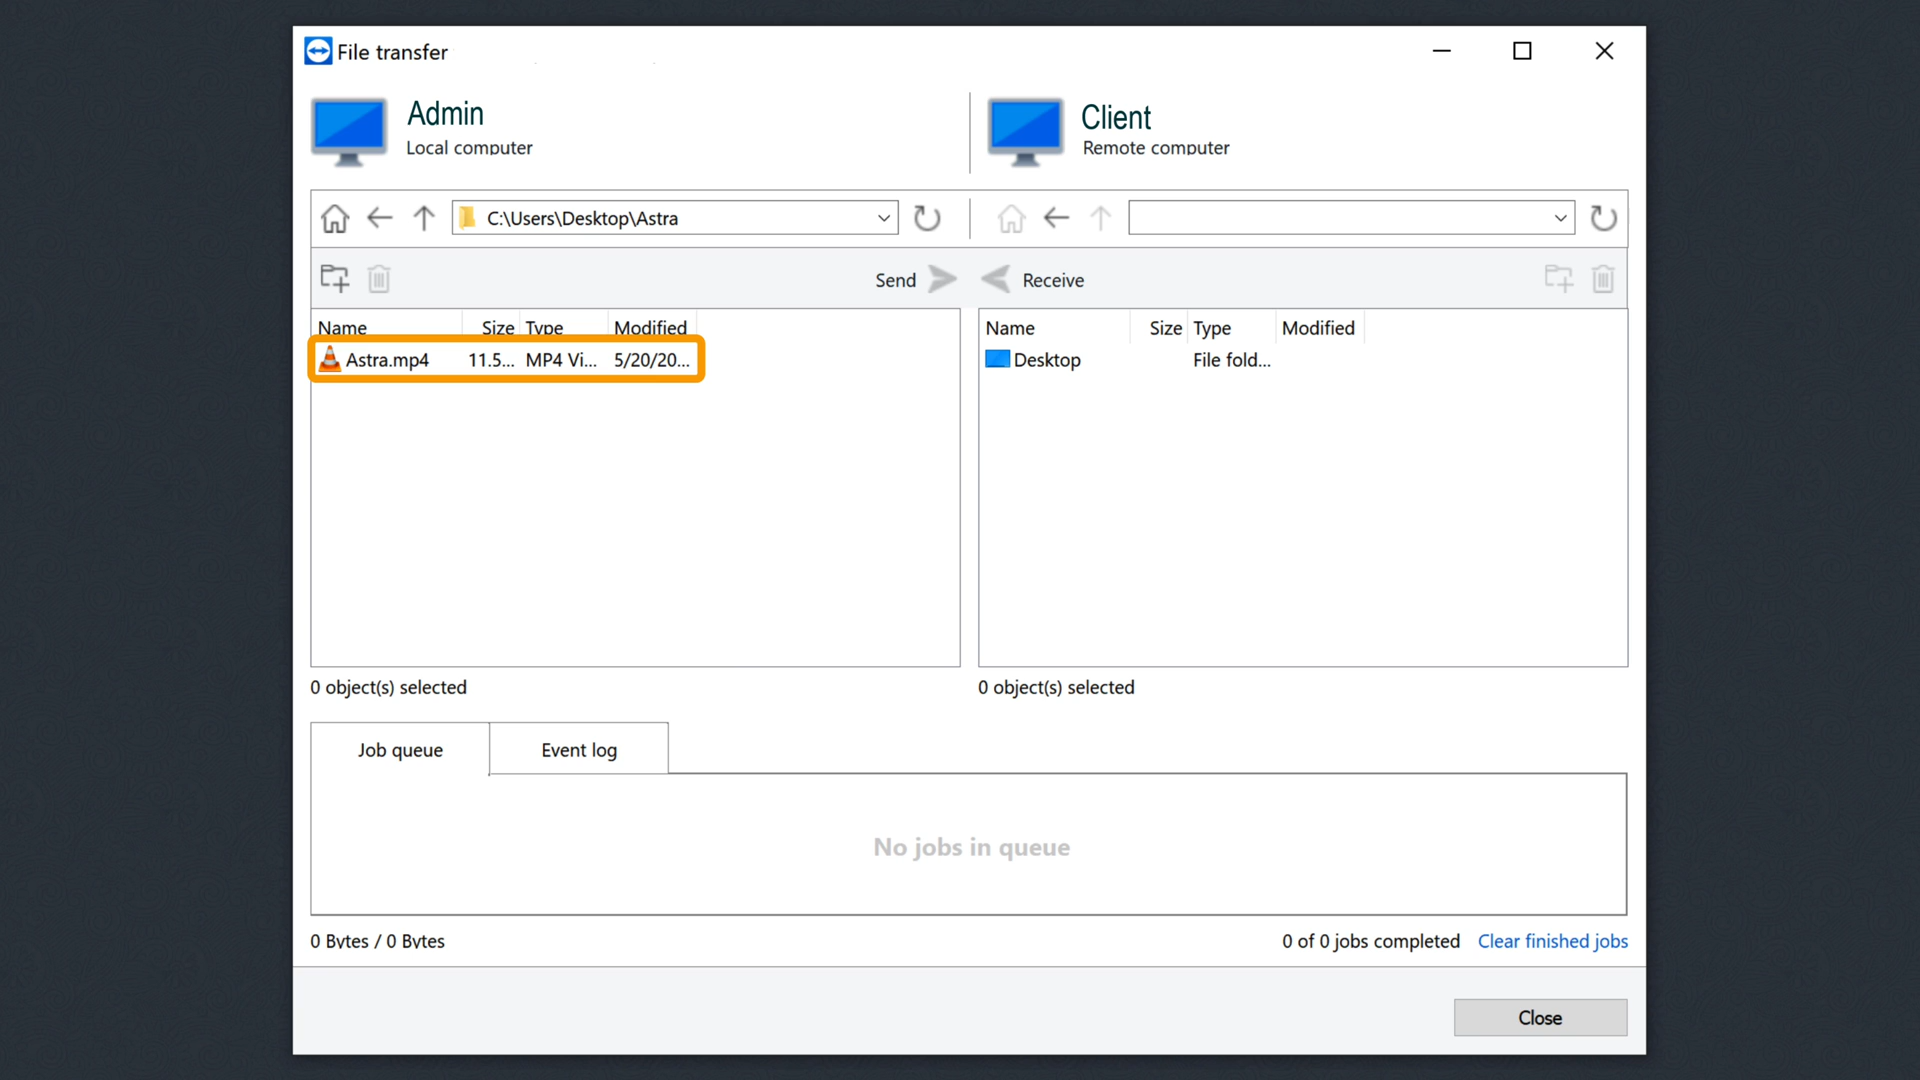 File transfer
Admin
Local computer
Client
Remote computer
C:\Users\Desktop\Astra
Send
Receive
Name Size Type Modified
Astra.mp4 11.5... MP4 Vi... 5/20/20...
Name Size Type Modified
Desktop File fold...
0 object(s) selected
0 object(s) selected
Job queue
Event log
No jobs in queue
0 Bytes / 0 Bytes
0 of 0 jobs completed
Clear finished jobs
Close